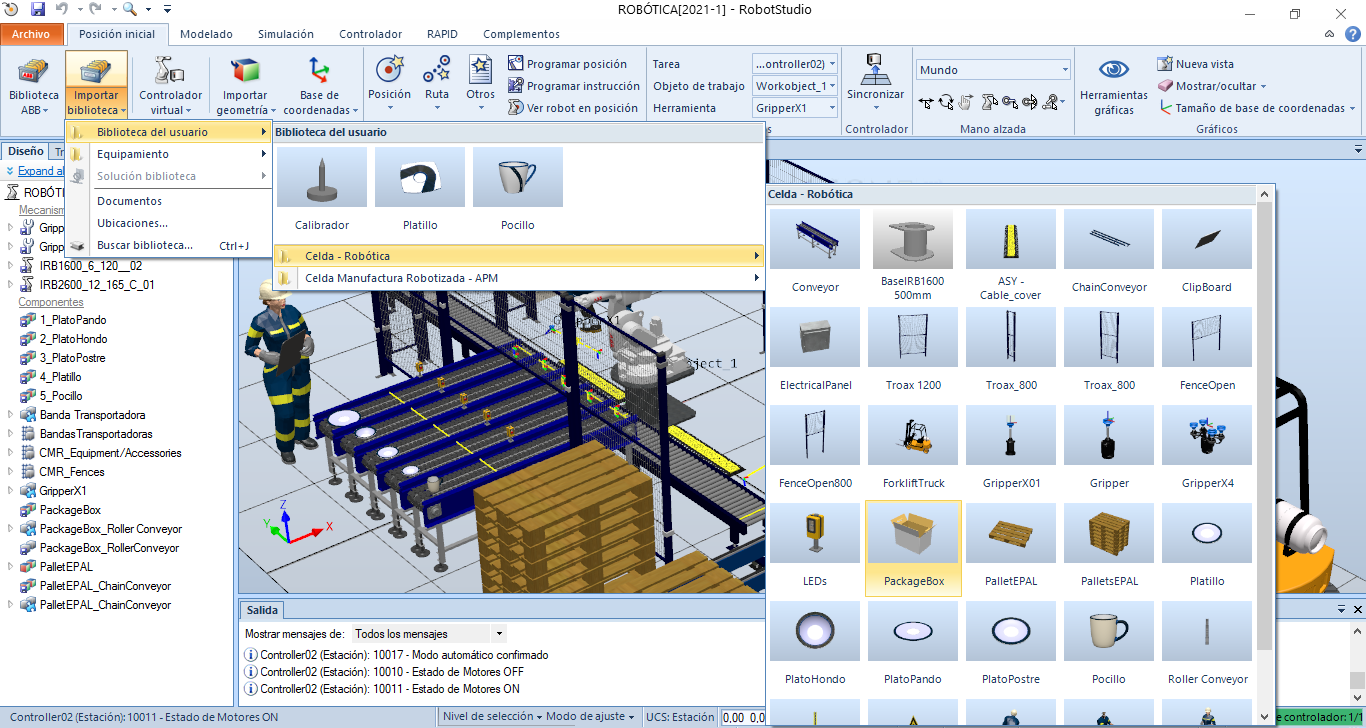 ROBÓTICA[2021-1] - RobotStudio
Archivo
Posición inicial
Modelado
Simulación
Controlador
RAPID
Complementos
Biblioteca
ABB
Importar
biblioteca
Controlador
virtual
Importar
geometría
Base de
coordenadas
Posición
Ruta
Otros
Programar posición
Programar instrucción
Ver robot en posición
Tarea
...ontroller02)
Objeto de trabajo
Workobject_1
Herramienta
GripperX1
s
Sincronizar
Controlador
Mundo
Mano alzada
Herramientas
gráficas
Nueva vista
Mostrar/ocultar
Tamaño de base de coordenadas
Gráficos
Biblioteca del usuario
Equipamiento
Solución biblioteca
Documentos
Ubicaciones...
Buscar biblioteca... Ctrl+J
Biblioteca del usuario
Calibrador
Platillo
Pocillo
Celda - Robótica
Celda Manufactura Robotizada - APM
Celda - Robótica
Conveyor
BaseIRB1600
500mm
ASY -
Cable_cover
ChainConveyor
ClipBoard
ElectricalPanel
Troax 1200
Troax_800
Troax_800
FenceOpen
FenceOpen800
ForkliftTruck
GripperX01
Gripper
GripperX4
LEDs
PackageBox
PalletEPAL
PalletsEPAL
Platillo
PlatoHondo
PlatoPando
PlatoPostre
Pocillo
Roller Conveyor
Diseño
Tr
Expand al
ROBÓTI
Mecanism
Gripp
Gripp
IRB1600_6_120__02
IRB2600_12_165_C_01
Componentes
1_PlatoPando
2_PlatoHondo
3_PlatoPostre
4_Platillo
5_Pocillo
Banda Transportadora
BandasTransportadoras
CMR_Equipment/Accessories
CMR_Fences
GripperX1
PackageBox
PackageBox_Roller Conveyor
PackageBox_RollerConveyor
PalletEPAL
PalletEPAL_ChainConveyor
PalletEPAL_ChainConveyor
ject_1
Z
Y
X
Salida
Mostrar mensajes de: Todos los mensajes
Controller02 (Estación): 10017 - Modo automático confirmado
Controller02 (Estación): 10010 - Estado de Motores OFF
Controller02 (Estación): 10011 - Estado de Motores ON
Controller02 (Estación): 10011 - Estado de Motores ON
Nivel de selección
Modo de ajuste
UCS: Estación
0,00 0,0
e controlador: 1/1